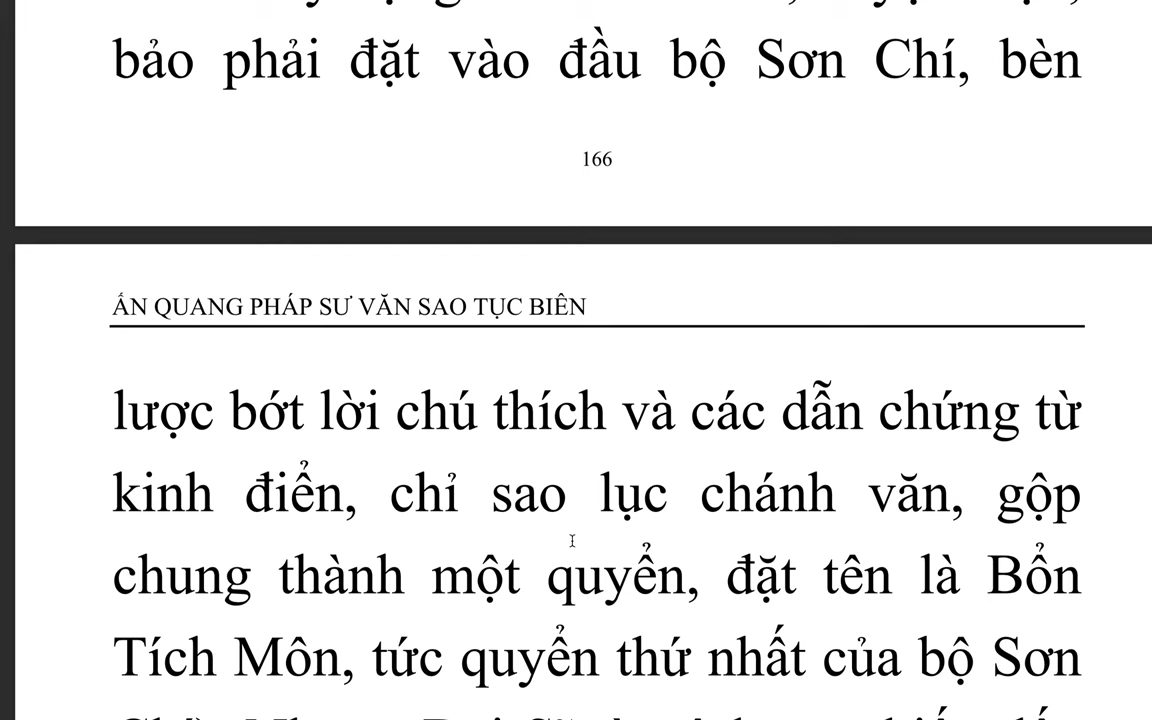 bảo phải đặt vào đầu bộ Sơn Chí, bèn
166
ẤN QUANG PHÁP SƯ VĂN SAO TỤC BIÊN
lược bớt lời chú thích và các dẫn chứng từ
kinh điển, chỉ sao lục chánh văn, gộp
chung thành một quyển, đặt tên là Bổn
Tích Môn, tức quyển thứ nhất của bộ Sơn